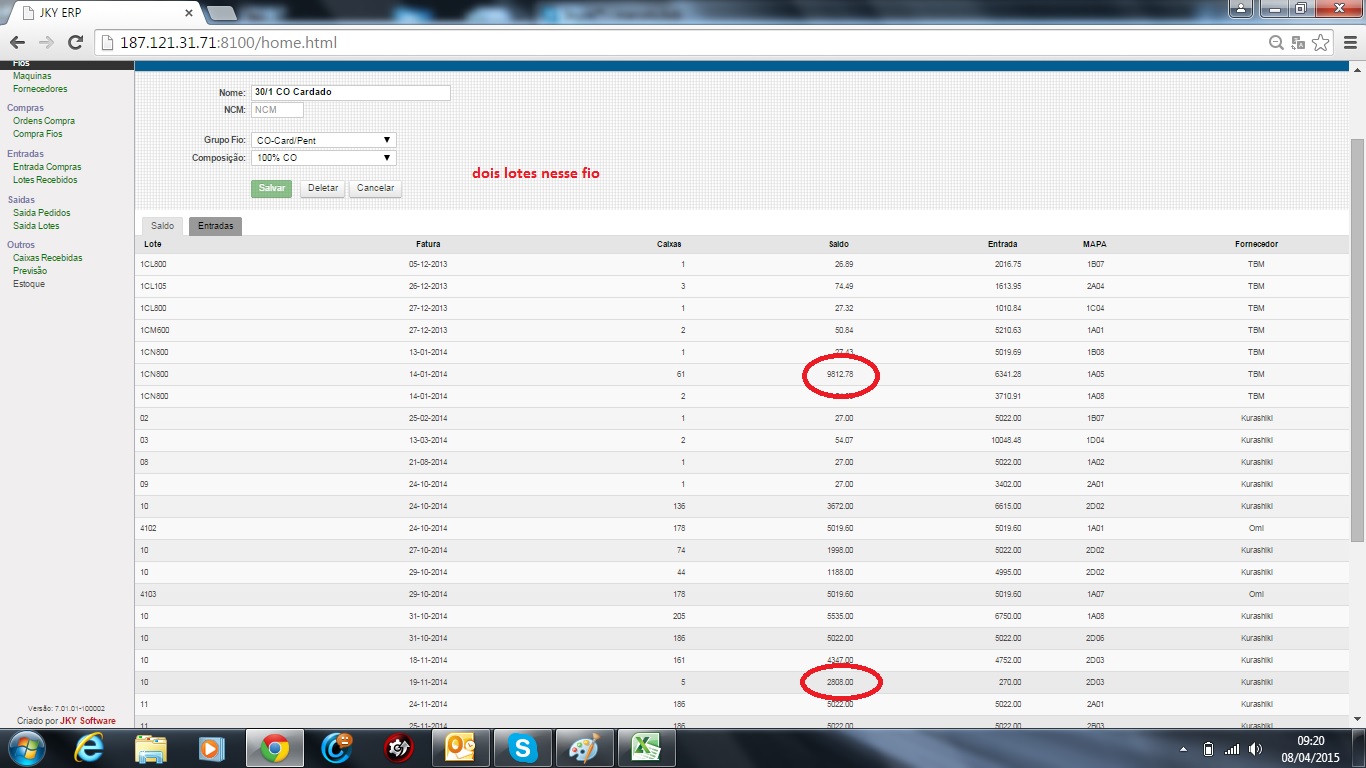 JKY ERP
187.121.31.71:8100/home.html
Fios
Maquinas
Fornecedores
Compras
Ordens Compra
Compra Fios
Entradas
Entrada Compras
Lotes Recebidos
Saidas
Saida Pedidos
Saida Lotes
Outros
Caixas Recebidas
Previsão
Estoque
Versão: 7.01.01-100002
Criado por JKY Software
Nome: 30/1 CO Cardado
NCM: NCM
Grupo Fio: CO-Card/Pent
Composição: 100% CO
dois lotes nesse fio
Salvar Deletar Cancelar
Saldo Entradas
Lote Fatura Caixas Saldo Entrada MAPA Fornecedor
1CL800 05-12-2013 1 26.89 2016.75 1B07 TBM
1CL105 26-12-2013 3 74.49 1613.95 2A04 TBM
1CL800 27-12-2013 1 27.32 1010.84 1C04 TBM
1CM600 27-12-2013 2 50.84 5210.63 1A01 TBM
1CN800 13-01-2014 1 27.43 5019.69 1B08 TBM
1CN800 14-01-2014 61 9812.78 6341.28 1A05 TBM
1CN800 14-01-2014 2 3710.91 1A08 TBM
02 25-02-2014 1 27.00 5022.00 1B07 Kurashiki
03 13-03-2014 2 54.07 10048.48 1D04 Kurashiki
08 21-08-2014 1 27.00 5022.00 1A02 Kurashiki
09 24-10-2014 1 27.00 3402.00 2A01 Kurashiki
10 24-10-2014 136 3672.00 6615.00 2D02 Kurashiki
4102 24-10-2014 178 5019.60 5019.60 1A01 Omi
10 27-10-2014 74 1998.00 5022.00 2D02 Kurashiki
10 29-10-2014 44 1188.00 4995.00 2D02 Kurashiki
4103 29-10-2014 178 5019.60 5019.60 1A07 Omi
10 31-10-2014 205 5535.00 6750.00 1A08 Kurashiki
10 31-10-2014 186 5022.00 5022.00 2D06 Kurashiki
10 18-11-2014 161 4347.00 4752.00 2D03 Kurashiki
10 19-11-2014 5 2808.00 270.00 2D03 Kurashiki
11 24-11-2014 186 5022.00 5022.00 2A01 Kurashiki
11 25-11-2014 186 5022.00 5022.00 2B03 Kurashiki
09:20
08/04/2015